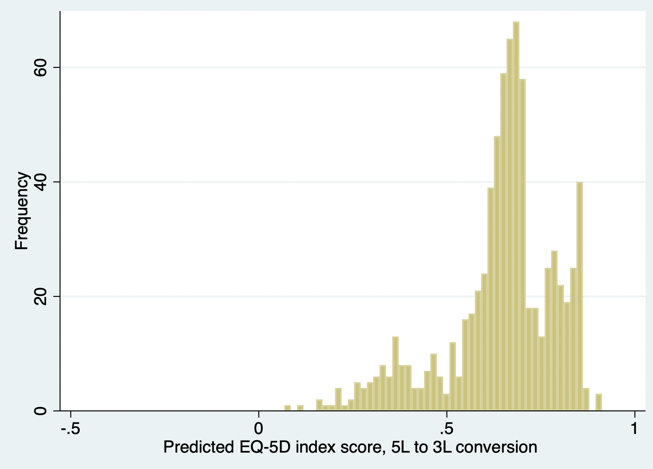 Frequency
60
40
20
0
-.5 0 .5 1
Predicted EQ-5D index score, 5L to 3L conversion